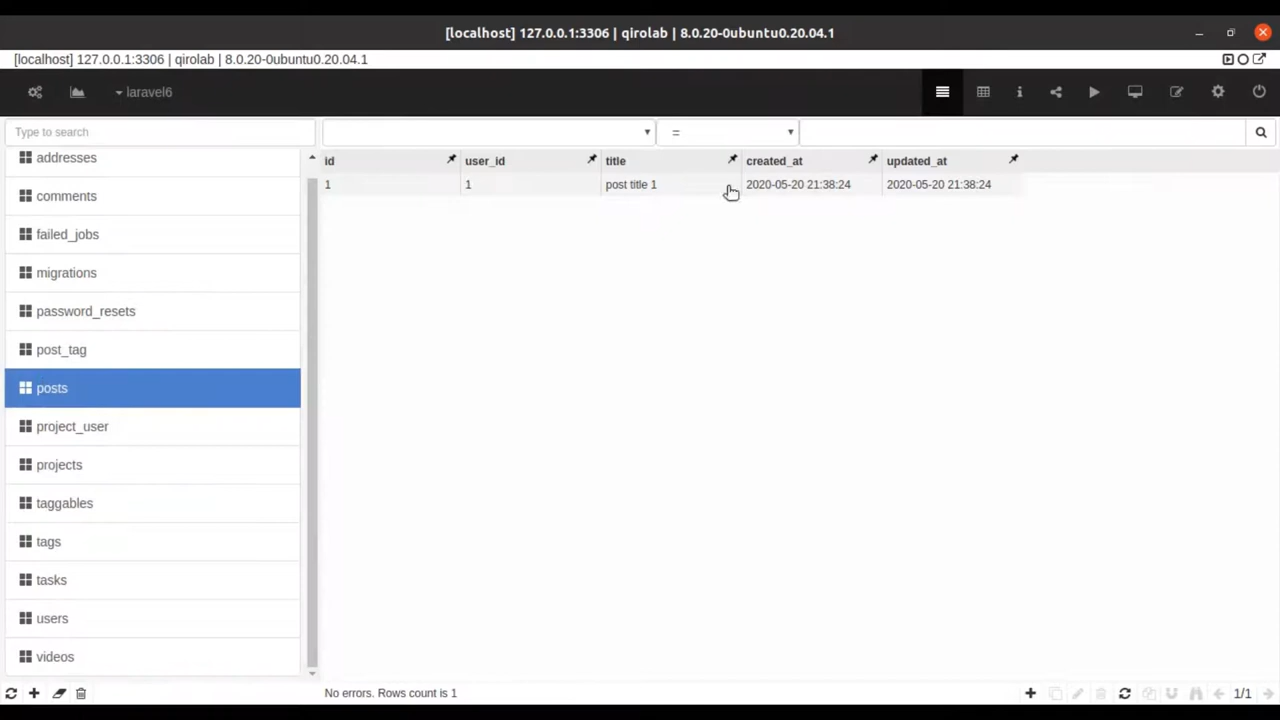 [localhost] 127.0.0.1:3306 | qirolab | 8.0.20-0ubuntu0.20.04.1
[localhost] 127.0.0.1:3306 | qirolab | 8.0.20-0ubuntu0.20.04.1
laravel6
Type to search
=
addresses
comments
failed_jobs
migrations
password_resets
post_tag
posts
project_user
projects
taggables
tags
tasks
users
videos
id user_id title created_at updated_at
1 1 post title 1 2020-05-20 21:38:24 2020-05-20 21:38:24
No errors. Rows count is 1
1/1